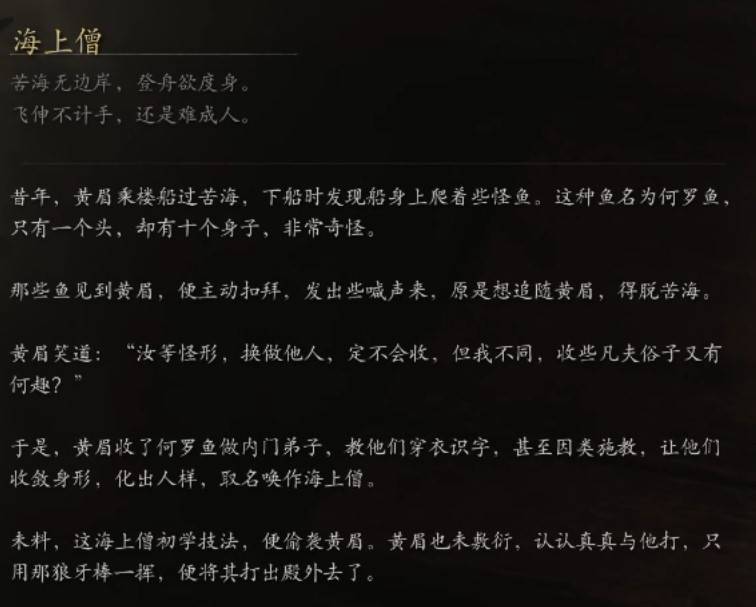 海上僧
苦海无边岸，登舟欲度身。
飞伸不计手，还是难成人。
昔年，黄眉乘楼船过苦海，下船时发现船身上爬着些怪鱼。这种鱼名为何罗鱼，
只有一个头，却有十个身子，非常奇怪。
那些鱼见到黄眉，便主动扣拜，发出些喊声来，原是想追随黄眉，得脱苦海。
黄眉笑道：“汝等怪形，换做他人，定不会收，但我不同，收些凡夫俗子又有
何趣？”
于是，黄眉收了何罗鱼做内门弟子，教他们穿衣识字，甚至因类施教，让他们
收敛身形，化出人样，取名唤作海上僧。
未料，这海上僧初学技法，便偷袭黄眉。黄眉也未敷衍，认认真真与他打，只
用那狼牙棒一挥，便将其打出殿外去了。